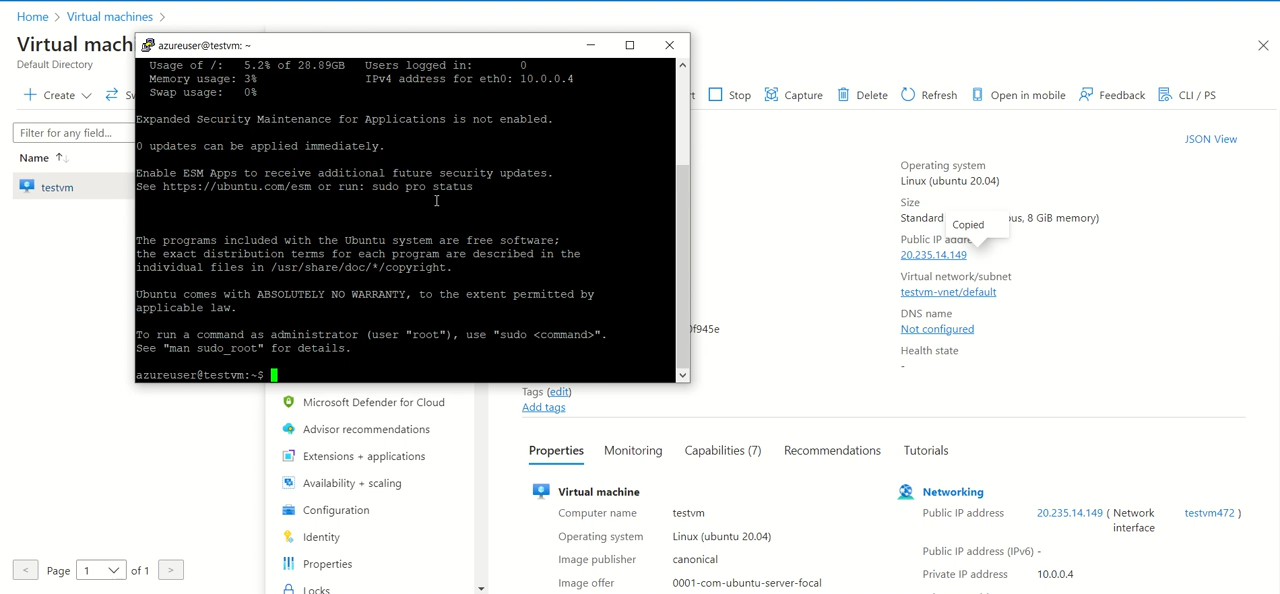 Home > Virtual machines >
Virtual mach
Default Directory
Create
Sw
Filter for any field...
Name ↑↓
testvm
< Page 1 of 1 >
azureuser@testvm: ~
Usage of /: 5.2% of 28.89GB Users logged in: 0
Memory usage: 3% IPv4 address for eth0: 10.0.0.4
Swap usage: 0%
Expanded Security Maintenance for Applications is not enabled.
0 updates can be applied immediately.
Enable ESM Apps to receive additional future security updates.
See https://ubuntu.com/esm or run: sudo pro status
The programs included with the Ubuntu system are free software;
the exact distribution terms for each program are described in the
individual files in /usr/share/doc/*/copyright.
Ubuntu comes with ABSOLUTELY NO WARRANTY, to the extent permitted by
applicable law.
To run a command as administrator (user "root"), use "sudo <command>".
See "man sudo_root" for details.
azureuser@testvm:~$
Microsoft Defender for Cloud
Advisor recommendations
Extensions + applications
Availability + scaling
Configuration
Identity
Properties
Locks
rt Stop Capture Delete Refresh Open in mobile Feedback CLI / PS
JSON View
Operating system
Linux (ubuntu 20.04)
Size
Standard pus, 8 GiB memory)
Copied
Public IP addre
20.235.14.149
Virtual network/subnet
testvm-vnet/default
DNS name
Not configured
Health state
-
0f945e
Tags (edit)
Add tags
Properties Monitoring Capabilities (7) Recommendations Tutorials
Virtual machine
Computer name testvm
Operating system Linux (ubuntu 20.04)
Image publisher canonical
Image offer 0001-com-ubuntu-server-focal
Networking
Public IP address 20.235.14.149 ( Network interface testvm472 )
Public IP address (IPv6) -
Private IP address 10.0.0.4